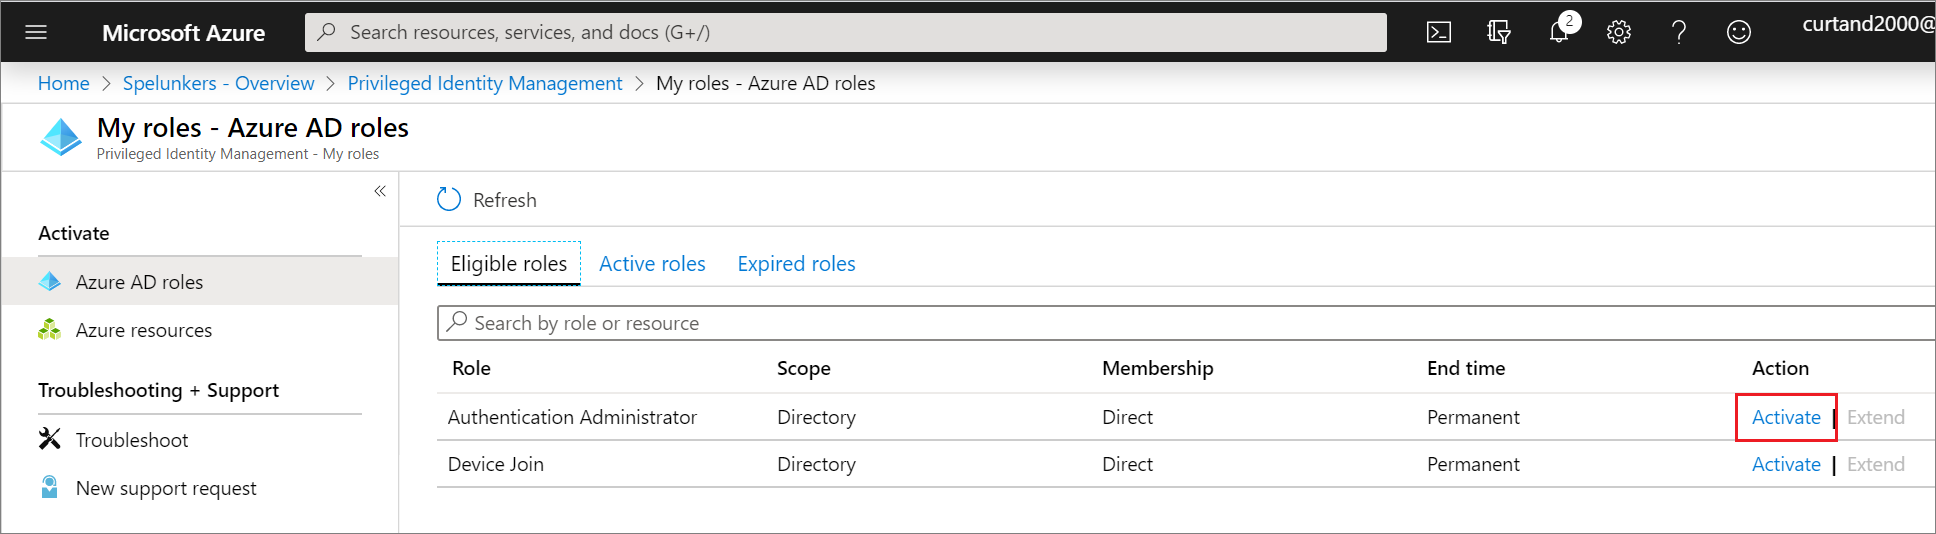 Microsoft Azure
Search resources, services, and docs (G+/)
2
curtand2000@
Home > Spelunkers - Overview > Privileged Identity Management > My roles - Azure AD roles
My roles - Azure AD roles
Privileged Identity Management - My roles
«
Activate
Azure AD roles
Azure resources
Troubleshooting + Support
Troubleshoot
New support request
Refresh
Eligible roles Active roles Expired roles
Search by role or resource
Role Scope Membership End time Action
Authentication Administrator Directory Direct Permanent Activate | Extend
Device Join Directory Direct Permanent Activate | Extend